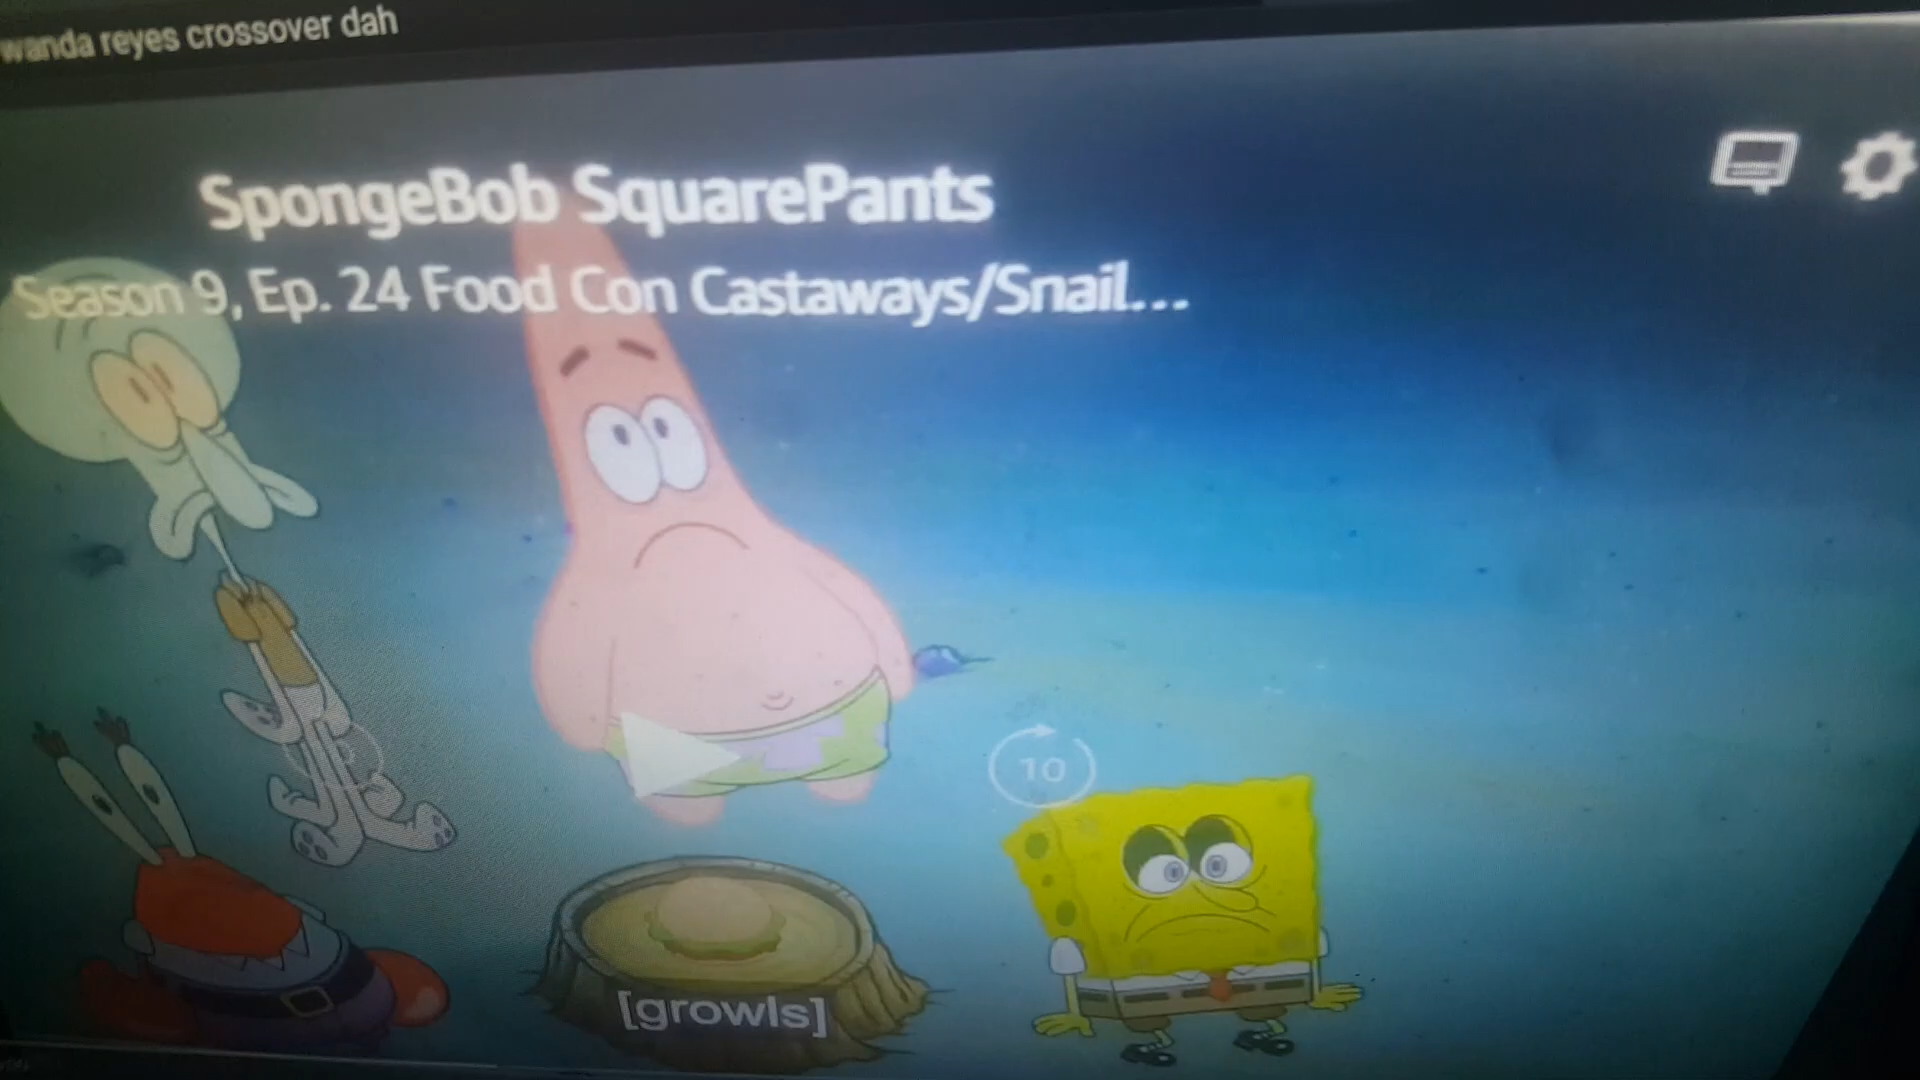 wanda reyes crossover dah
SpongeBob SquarePants
Season 9, Ep. 24 Food Con Castaways/Snail...
10
[growls]